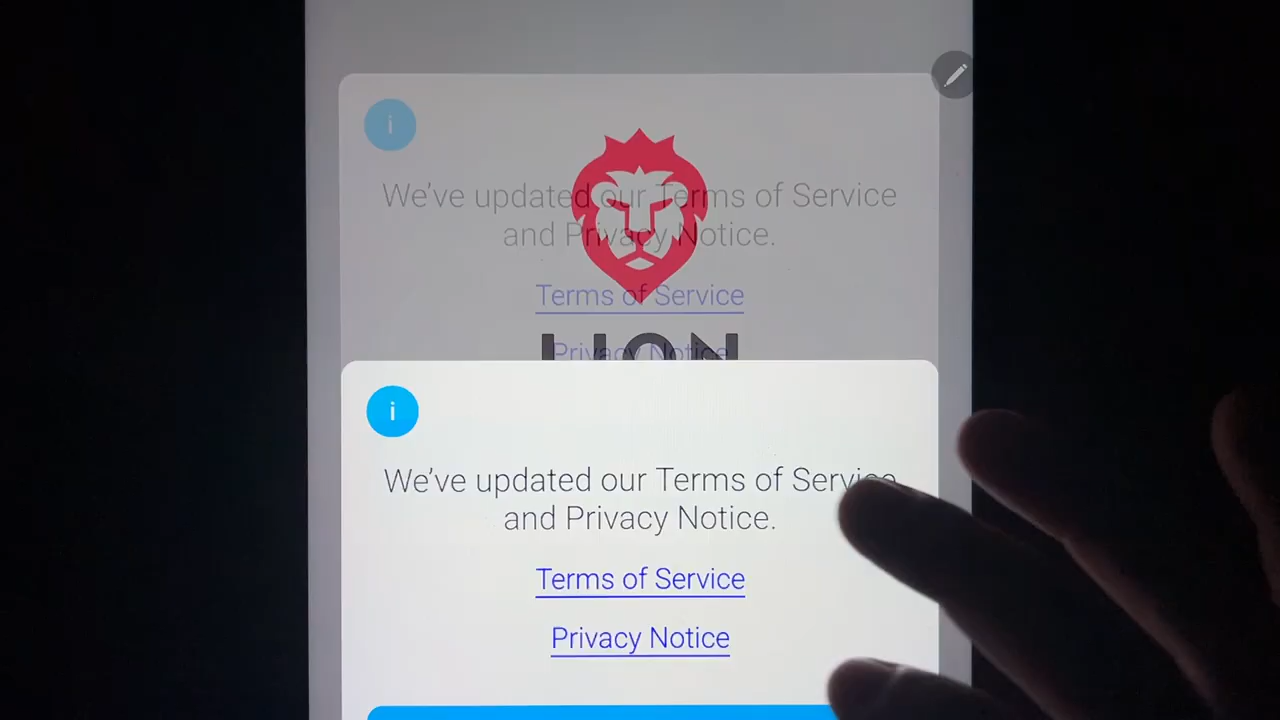 i
We've updated our Terms of Service
and Privacy Notice.
Terms of Service
Privacy Notice
LION
i
We've updated our Terms of Service
and Privacy Notice.
Terms of Service
Privacy Notice